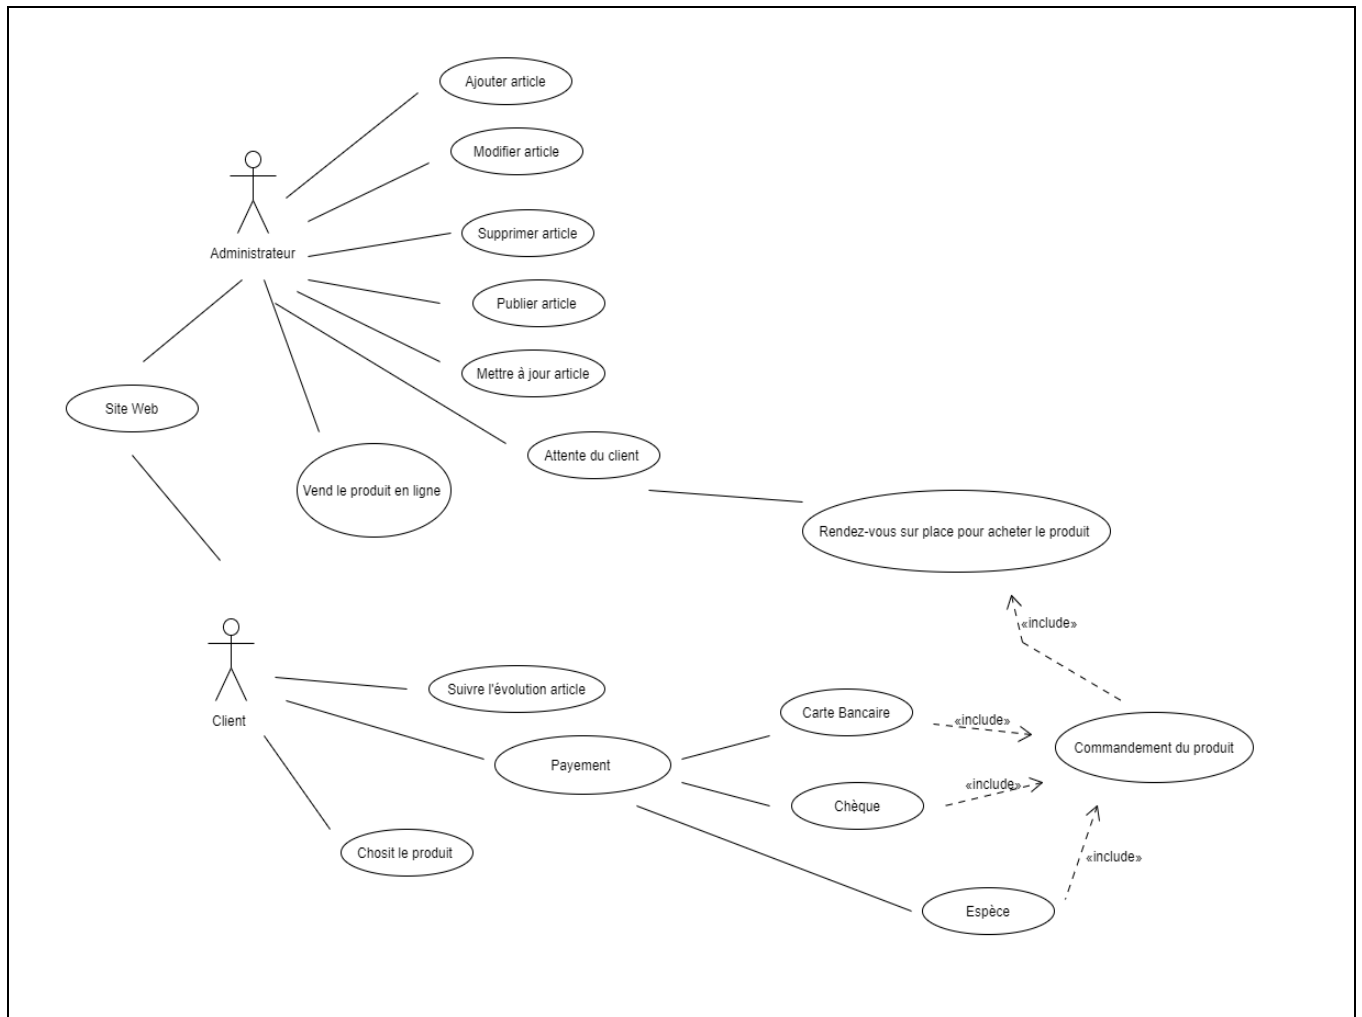 Ajouter article
Modifier article
Supprimer article
Administrateur
Publier article
Mettre à jour article
Site Web
Attente du client
Vend le produit en ligne
Rendez-vous sur place pour acheter le produit
«include»
Suivre l'évolution article
Client
Carte Bancaire
«include»
Commandement du produit
Payement
«include»
Chèque
Chosit le produit
«include»
Espèce